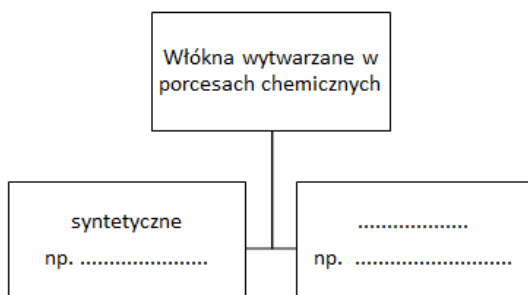 Włókna wytwarzane w
porcesach chemicznych
syntetyczne
np. ......................
...................
np. ...........................